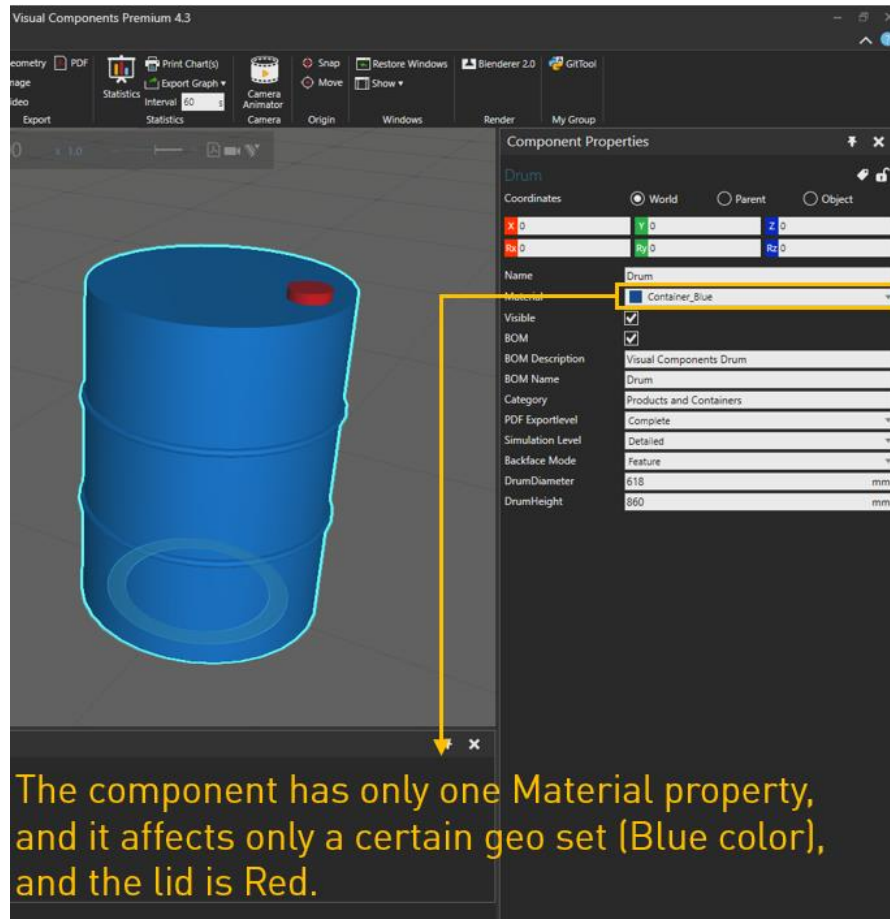 Visual Components Premium 4.3
eometry PDF Print Chart(s) Snap Restore Windows Blenderer 2.0 GitTool
mage Export Graph Move Show
ideo Statistics Interval 60 s Camera Animator
Export Statistics Camera Origin Windows Render My Group
x 1.0
Component Properties
Drum
Coordinates World Parent Object
X 0 Y 0 Z 0
Rx 0 Ry 0 Rz 0
Name Drum
Material Container_Blue
Visible
BOM
BOM Description Visual Components Drum
BOM Name Drum
Category Products and Containers
PDF Exportlevel Complete
Simulation Level Detailed
Backface Mode Feature
DrumDiameter 618 mm
DrumHeight 860 mm
The component has only one Material property,
and it affects only a certain geo set (Blue color),
and the lid is Red.